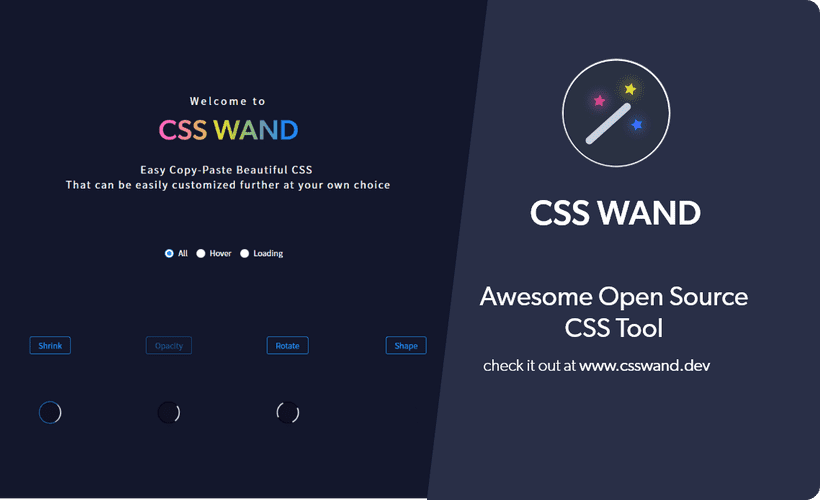 Welcome to
CSS WAND
Easy Copy-Paste Beautiful CSS
That can be easily customized further at your own choice
All Hover Loading
Shrink Opacity Rotate Shape
CSS WAND
Awesome Open Source
CSS Tool
check it out at www.csswand.dev